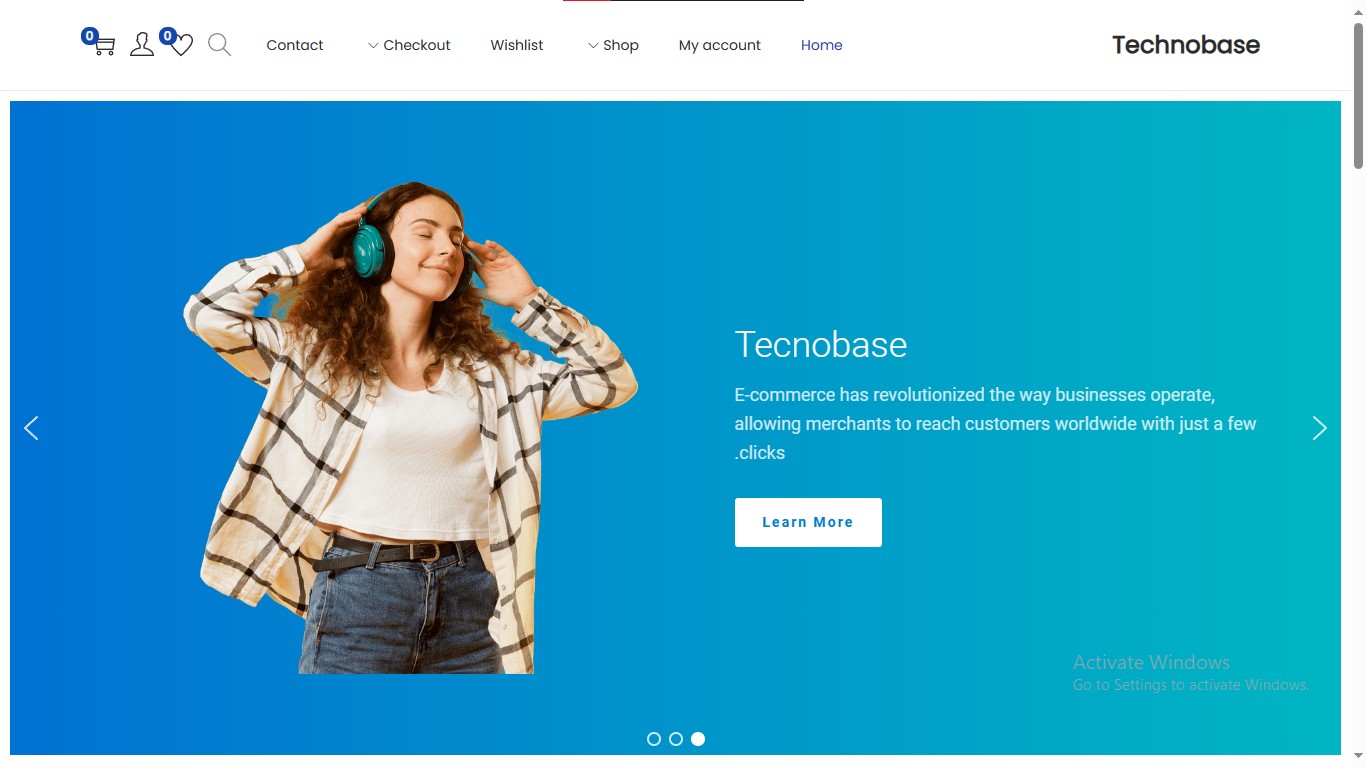 0
0
Contact
Checkout
Wishlist
Shop
My account
Home
Technobase
Tecnobase
E-commerce has revolutionized the way businesses operate,
allowing merchants to reach customers worldwide with just a few
.clicks
Learn More
Activate Windows
Go to Settings to activate Windows.